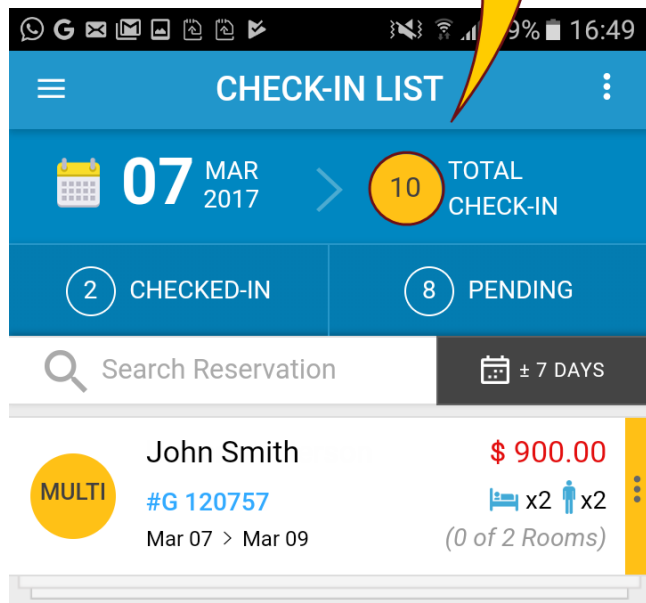 9% 16:49
CHECK-IN LIST
07 MAR 2017
10 TOTAL CHECK-IN
2 CHECKED-IN
8 PENDING
Search Reservation
± 7 DAYS
MULTI
John Smith
$ 900.00
#G 120757
x2 x2
Mar 07 > Mar 09
(0 of 2 Rooms)